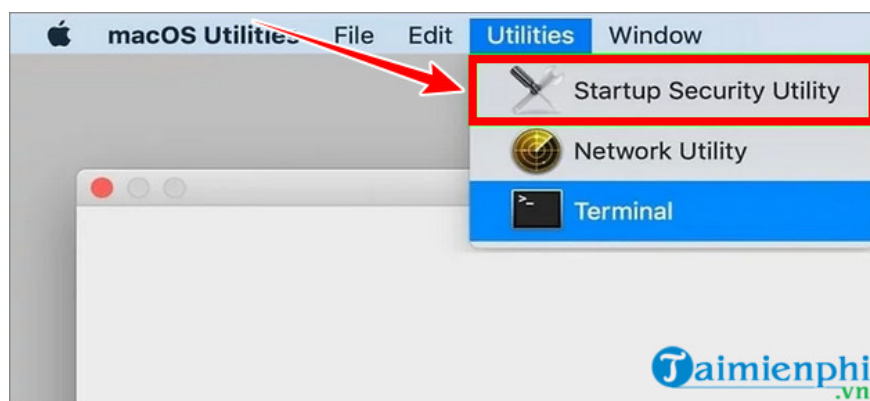 macOS Utilities File Edit Utilities Window
Startup Security Utility
Network Utility
>_
Terminal
Taimienphi
.vn